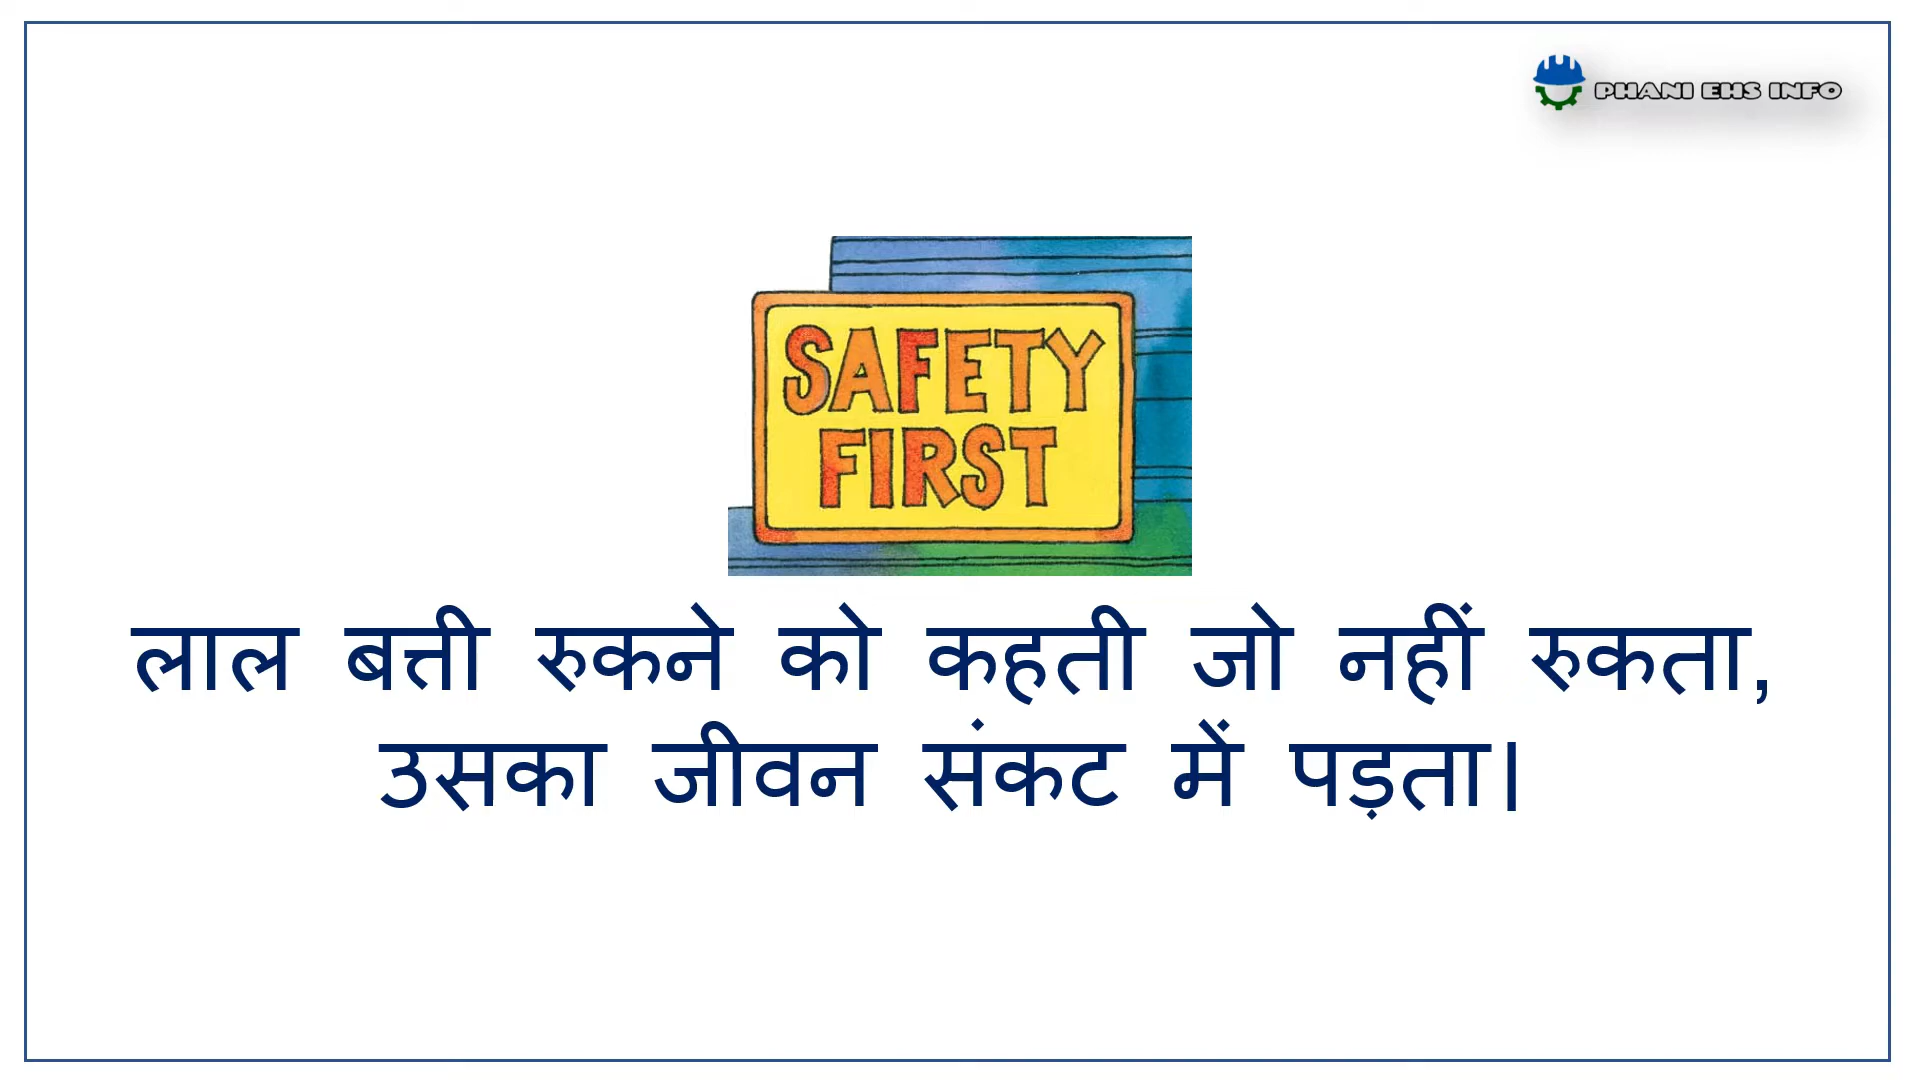 PHANI EHS INFO
SAFETY
FIRST
लाल बत्ती रुकने को कहती जो नहीं रुकता,
उसका जीवन संकट में पड़ता।